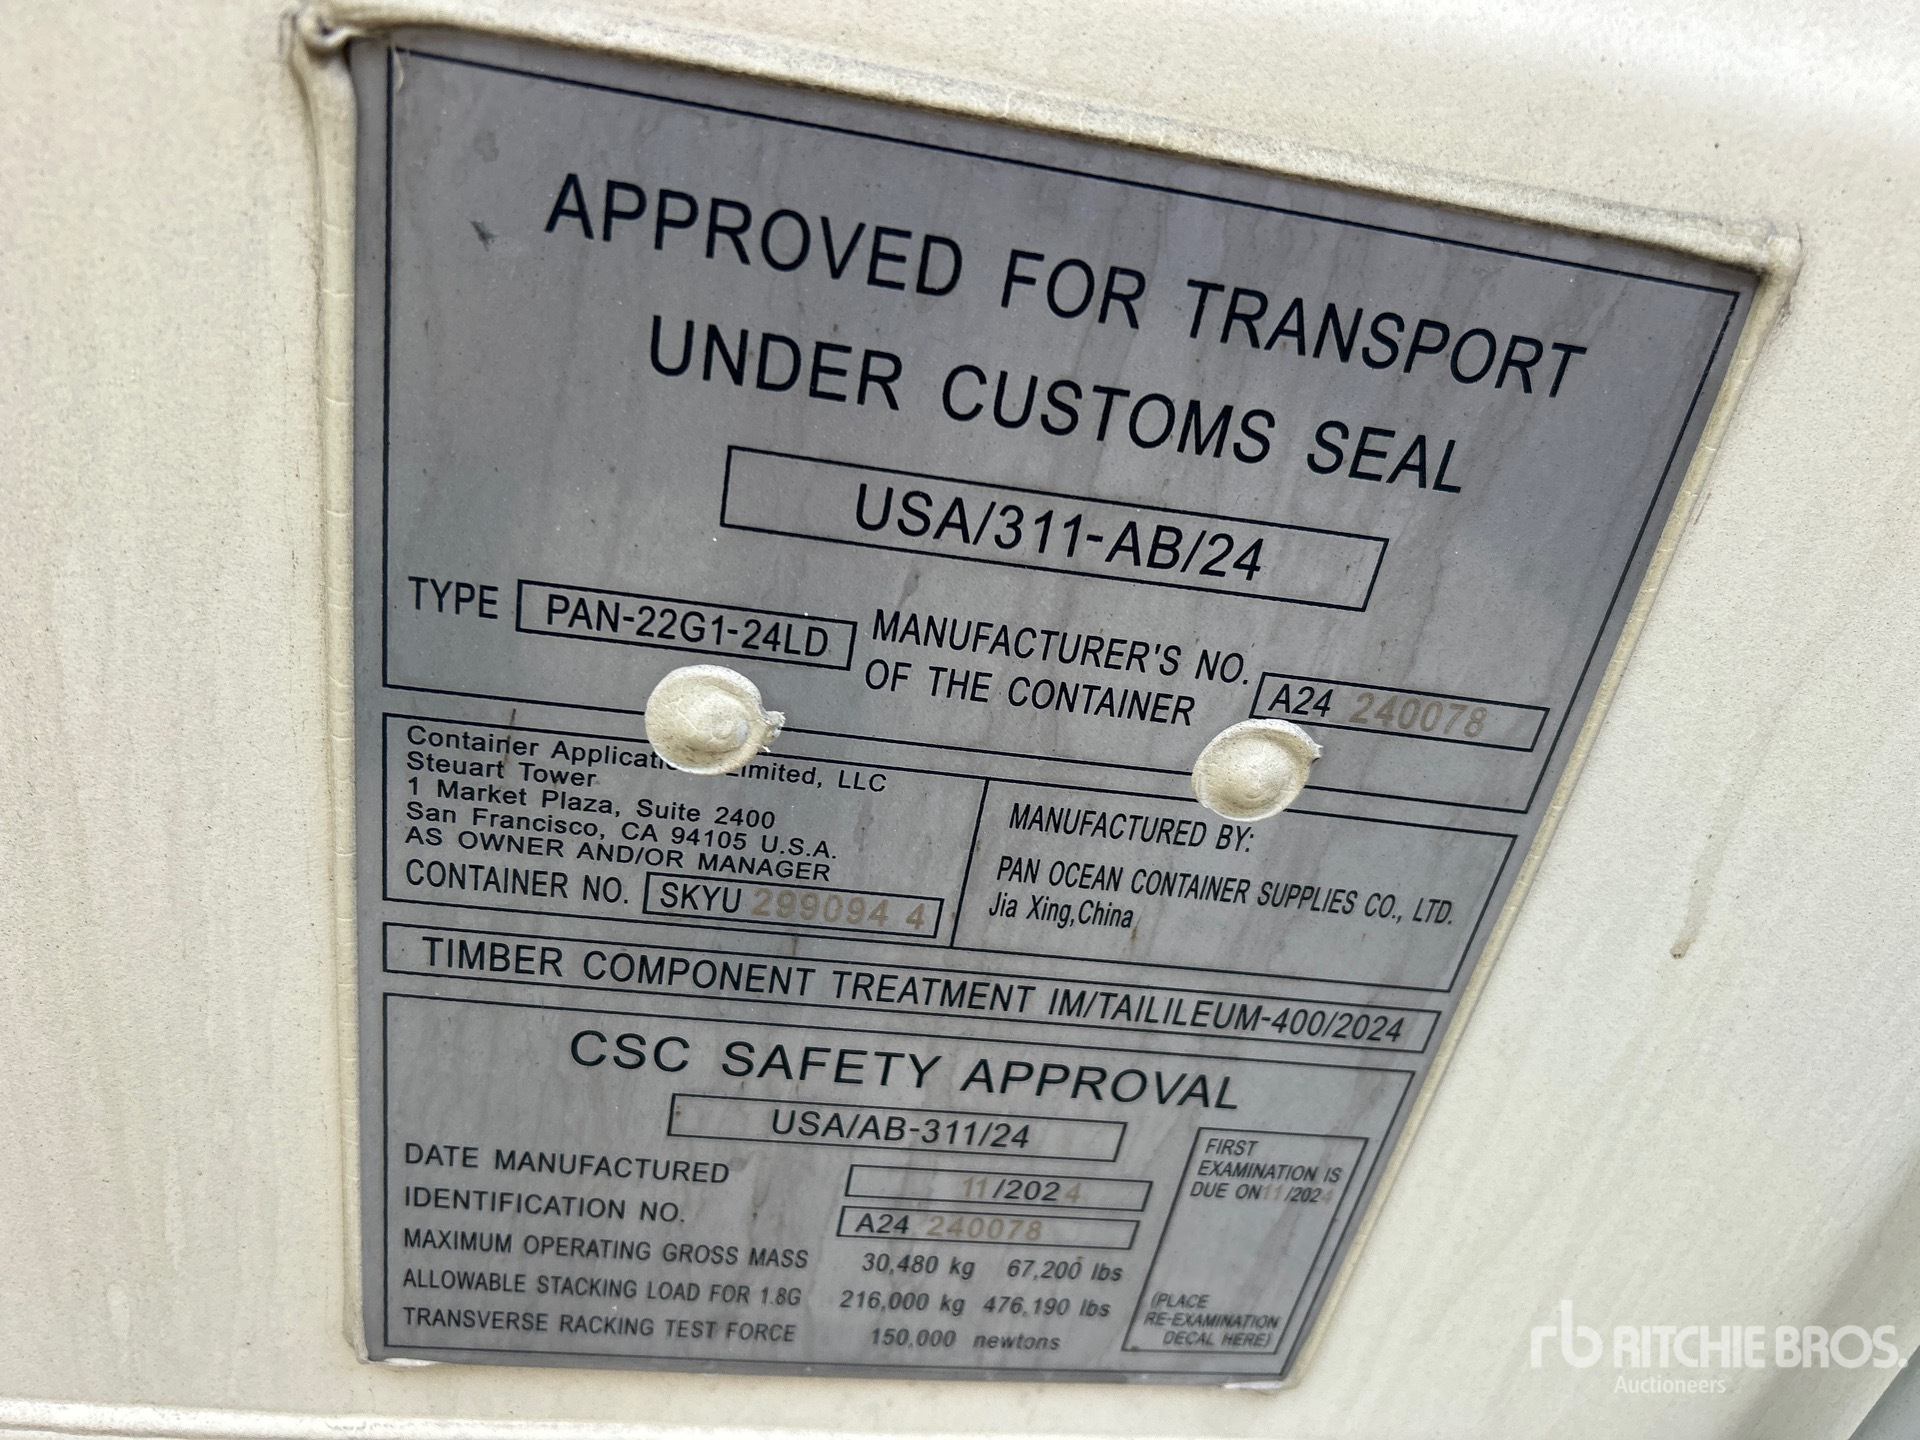 APPROVED FOR TRANSPORT
UNDER CUSTOMS SEAL
USA/311-AB/24
TYPE PAN-22G1-24LD MANUFACTURER'S NO. OF THE CONTAINER A24 240078
Container Limited, LLC
Steuart Tower
1 Market Plaza, Suite 2400
San Francisco, CA 94105 U.S.A.
AS OWNER AND/OR MANAGER
CONTAINER NO. SKYU 299094 4
MANUFACTURED BY:
PAN OCEAN CONTAINER SUPPLIES CO., LTD.
Jia Xing,China
TIMBER COMPONENT TREATMENT IM/TAILILEUM-400/2024
CSC SAFETY APPROVAL
USA/AB-311/24
DATE MANUFACTURED 11/2024
IDENTIFICATION NO. A24 240078
MAXIMUM OPERATING GROSS MASS 30,480 kg 67,200 lbs
ALLOWABLE STACKING LOAD FOR 1.8G 216,000 kg 476,190 lbs
TRANSVERSE RACKING TEST FORCE 150,000 newtons
FIRST
EXAMINATION IS
DUE ON 11/2024
(PLACE
RE-EXAMINATION
DECAL HERE)
rb RITCHIE BROS.
Auctioneers